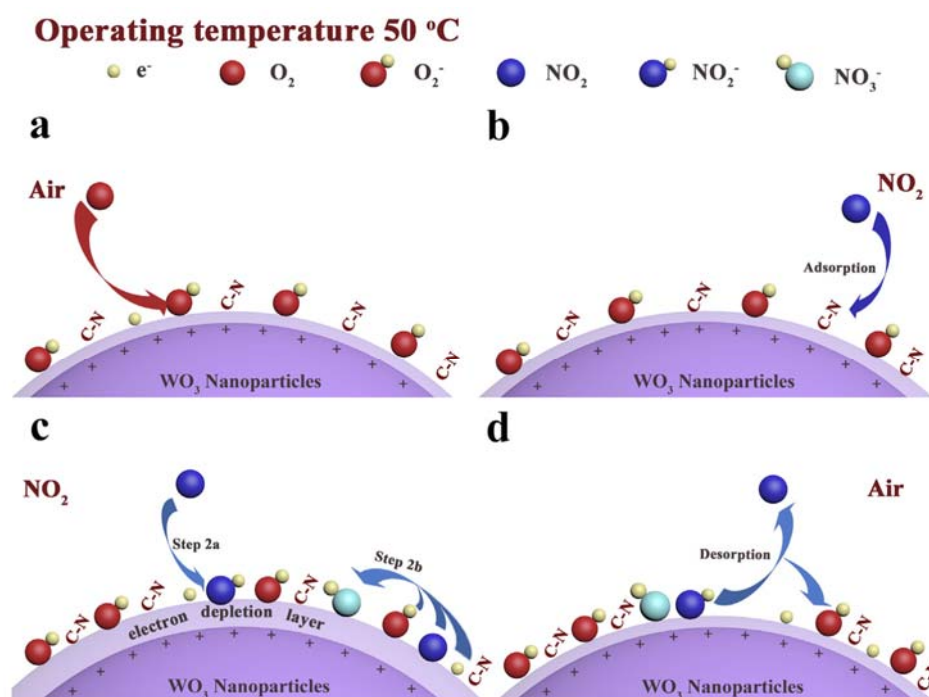 Operating temperature 50 °C
e⁻ O₂ O₂⁻ NO₂ NO₂⁻ NO₃⁻
a b
Air
C-N C-N C-N C-N
+ + + + + + + + + +
WO₃ Nanoparticles
NO₂
Adsorption
C-N C-N C-N C-N
+ + + + + + + + + +
WO₃ Nanoparticles
c d
NO₂
Step 2a
Step 2b
C-N C-N C-N C-N
electron depletion layer
+ + + + + + + + + +
WO₃ Nanoparticles
Air
Desorption
C-N C-N C-N C-N
+ + + + + + + + + +
WO₃ Nanoparticles